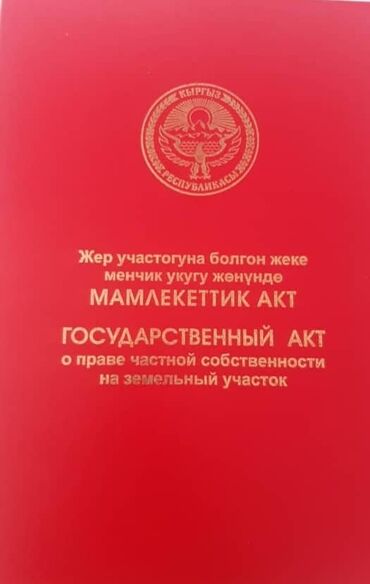 КЫРГЫЗ
РЕСПУБЛИКАСЫ
Жер участогуна болгон жеке
менчик укугу жөнүндө
МАМЛЕКЕТТИК АКТ
ГОСУДАРСТВЕННЫЙ АКТ
о праве частной собственности
на земельный участок